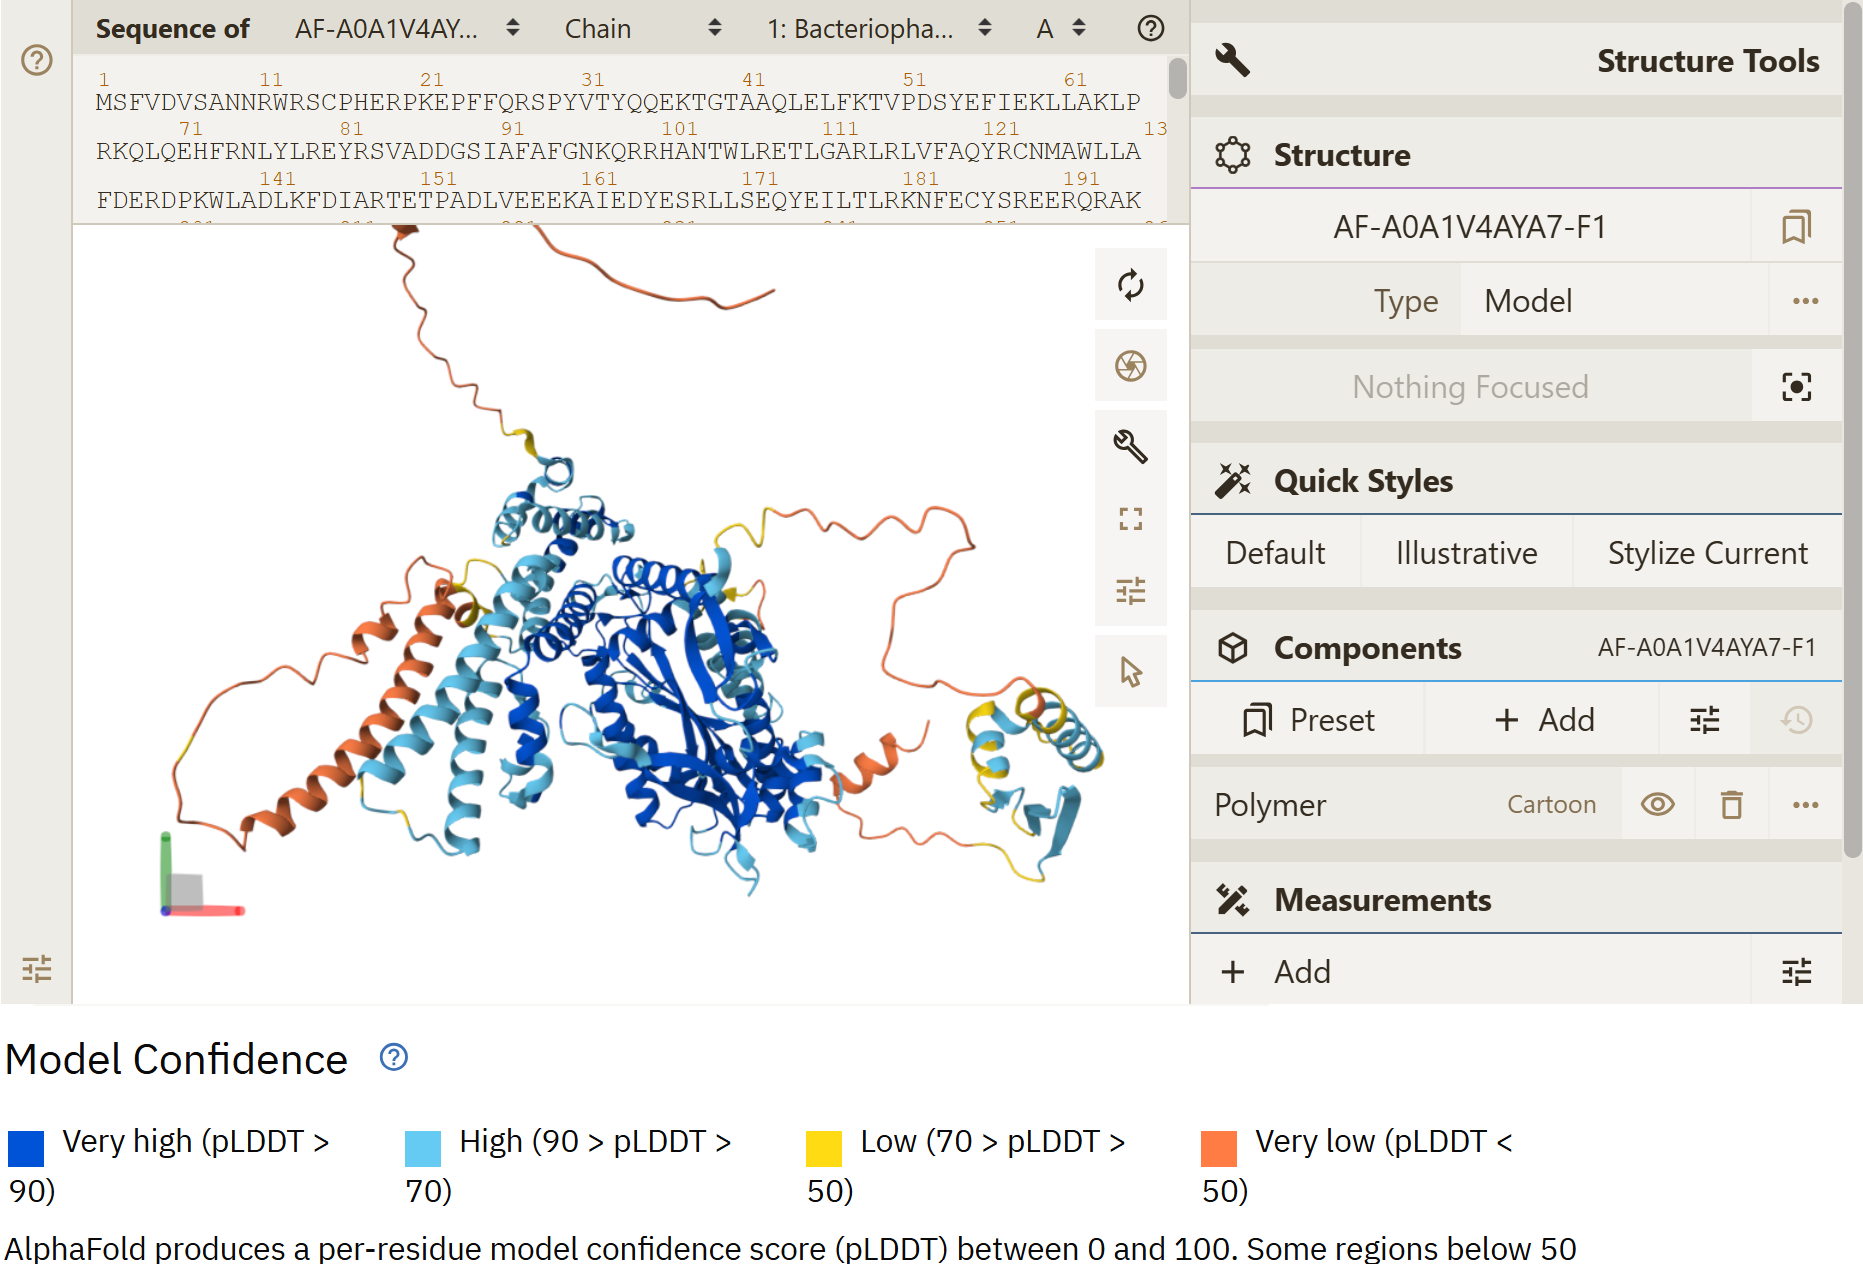 Sequence of AF-A0A1V4AY... Chain 1: Bacteriopha... A
1 11 21 31 41 51 61
MSFVDVSANNRWRSCPHERPKEPFFQRSPYVTYQQEKTGTAAQLELFKTVPDSYEFIEKLLAKLP
71 81 91 101 111 121 13
RKQLQEHFRNLYLREYRSVADDGSIAFAFGNKQRRHANTWLRETLGARLRLVFAQYRCNMAWLLA
141 151 161 171 181 191
FDERDPKWLADLKFDIARTETPADLVEEEKAIEDYESRLLSEQYEILTLRKNFECYSREERQRAK
Structure Tools
Structure
AF-A0A1V4AYA7-F1
Type Model
Nothing Focused
Quick Styles
Default Illustrative Stylize Current
Components AF-A0A1V4AYA7-F1
Preset + Add
Polymer Cartoon
Measurements
+ Add
Model Confidence
Very high (pLDDT >
90)
High (90 > pLDDT >
70)
Low (70 > pLDDT >
50)
Very low (pLDDT <
50)
AlphaFold produces a per-residue model confidence score (pLDDT) between 0 and 100. Some regions below 50